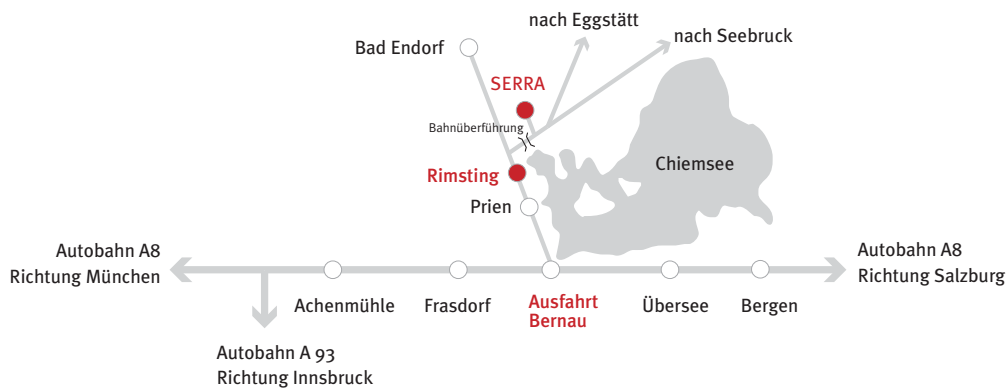 nach Eggstätt
nach Seebruck
Bad Endorf
SERRA
Bahnüberführung
Chiemsee
Rimsting
Prien
Autobahn A8
Richtung München
Autobahn A8
Richtung Salzburg
Achenmühle
Frasdorf
Ausfahrt
Bernau
Übersee
Bergen
Autobahn A 93
Richtung Innsbruck